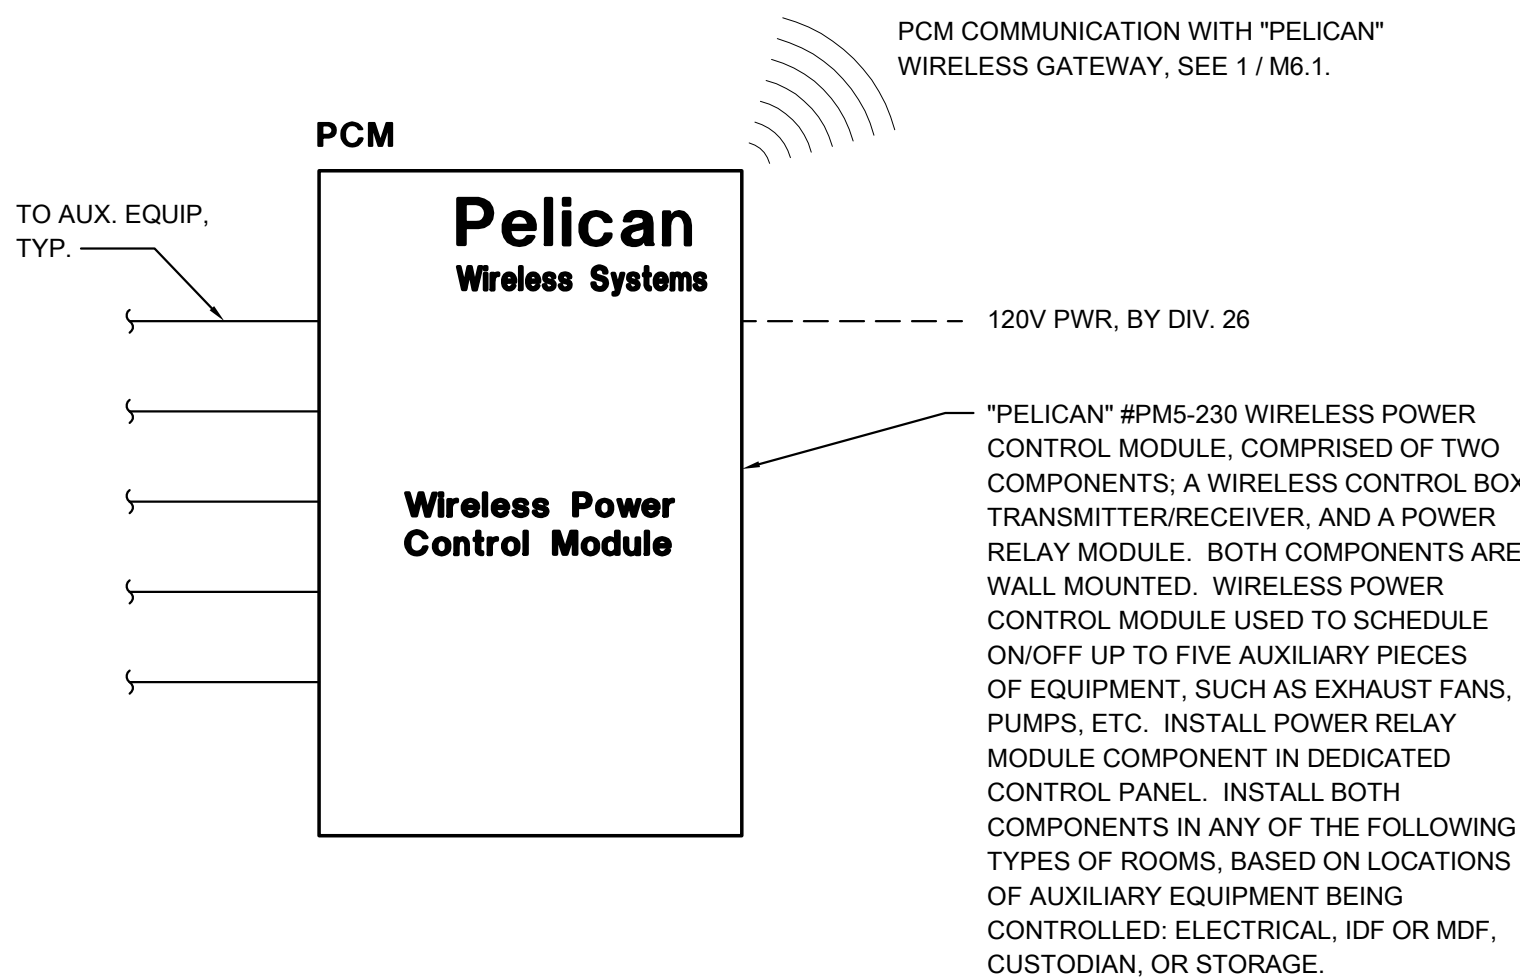 PCM COMMUNICATION WITH "PELICAN"
WIRELESS GATEWAY, SEE 1 / M6.1.
PCM
TO AUX. EQUIP,
TYP.
Pelican
Wireless Systems
120V PWR, BY DIV. 26
Wireless Power
Control Module
"PELICAN" #PM5-230 WIRELESS POWER
CONTROL MODULE, COMPRISED OF TWO
COMPONENTS; A WIRELESS CONTROL BOX
TRANSMITTER/RECEIVER, AND A POWER
RELAY MODULE. BOTH COMPONENTS ARE
WALL MOUNTED. WIRELESS POWER
CONTROL MODULE USED TO SCHEDULE
ON/OFF UP TO FIVE AUXILIARY PIECES
OF EQUIPMENT, SUCH AS EXHAUST FANS,
PUMPS, ETC. INSTALL POWER RELAY
MODULE COMPONENT IN DEDICATED
CONTROL PANEL. INSTALL BOTH
COMPONENTS IN ANY OF THE FOLLOWING
TYPES OF ROOMS, BASED ON LOCATIONS
OF AUXILIARY EQUIPMENT BEING
CONTROLLED: ELECTRICAL, IDF OR MDF,
CUSTODIAN, OR STORAGE.